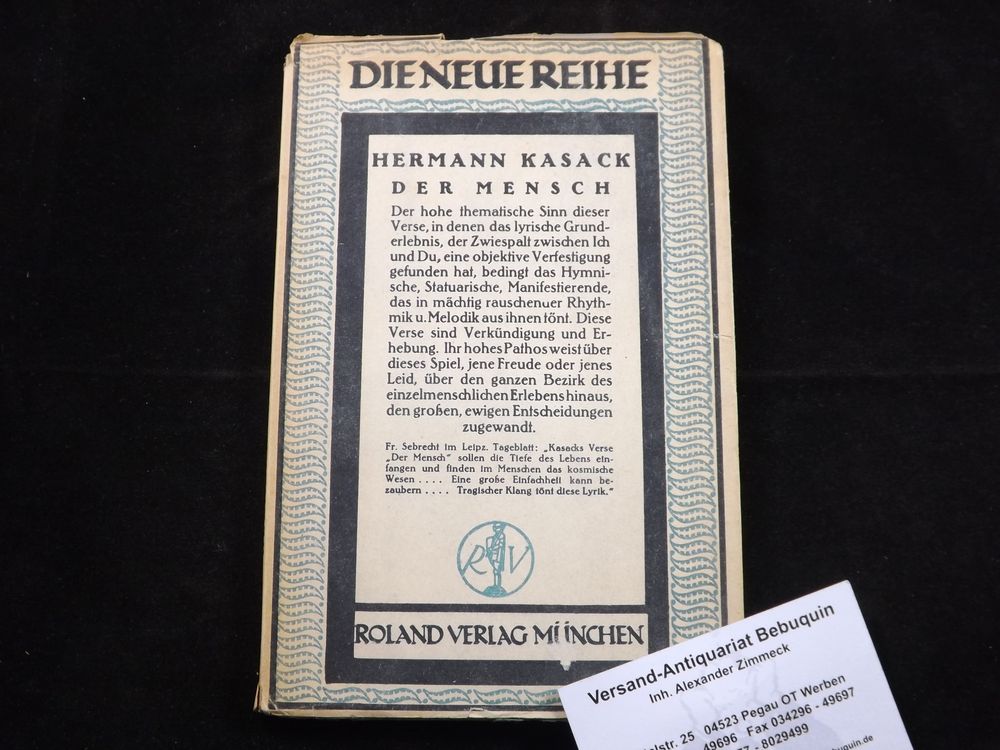 DIE NEUE REIHE
HERMANN KASACK
DER MENSCH
Der hohe thematische Sinn dieser
Verse, in denen das lyrische Grund-
erlebnis, der Zwiespalt zwischen Ich
und Du, eine objektive Verfestigung
gefunden hat, bedingt das Hymni-
sche, Statuarische, Manifestierende,
das in mächtig rauschenuer Rhyth-
mik u. Melodik aus ihnen tönt. Diese
Verse sind Verkündigung und Er-
hebung. Ihr hohes Pathos weist über
dieses Spiel, jene Freude oder jenes
Leid, über den ganzen Bezirk des
einzelmenschlichen Erlebens hinaus,
den großen, ewigen Entscheidungen
zugewandt.
Fr. Sebrecht im Leipz. Tageblatt: „Kasacks Verse
„Der Mensch" sollen die Tiefe des Lebens ein-
fangen und finden im Menschen das kosmische
Wesen . . . . Eine große Einfachheit kann be-
zaubern . . . . Tragischer Klang tönt diese Lyrik."
R V
ROLAND VERLAG MÜNCHEN
Versand-Antiquariat Bebuquin
Inh. Alexander Zimmeck
25 04523 Pegau OT Werben
49696 Fax 034296 - 49697
- 8029499